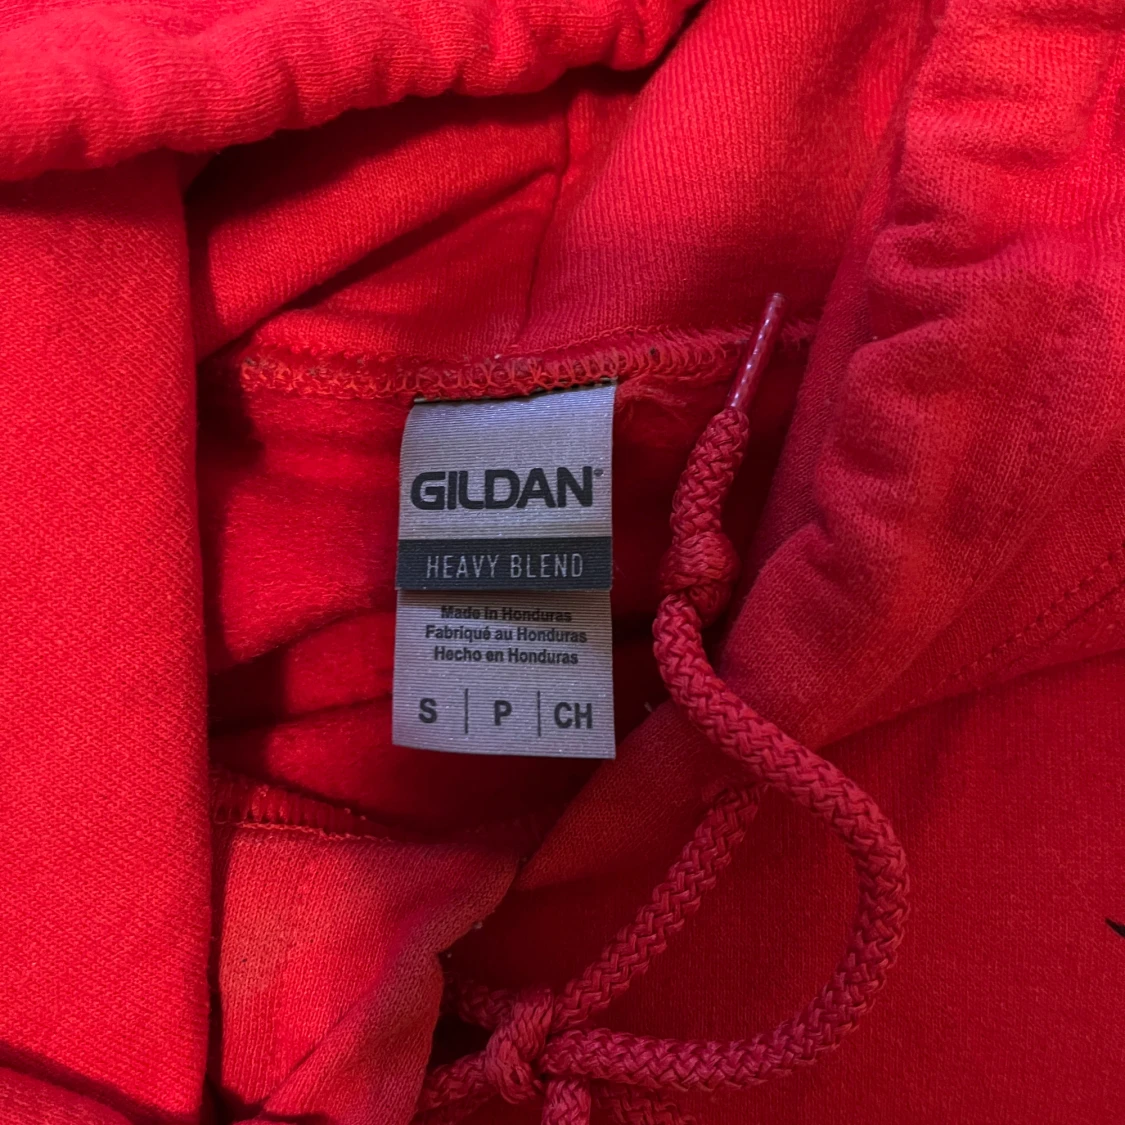 GILDAN
HEAVY BLEND
Made in Honduras
Fabriqué au Honduras
Hecho en Honduras
S | P | CH